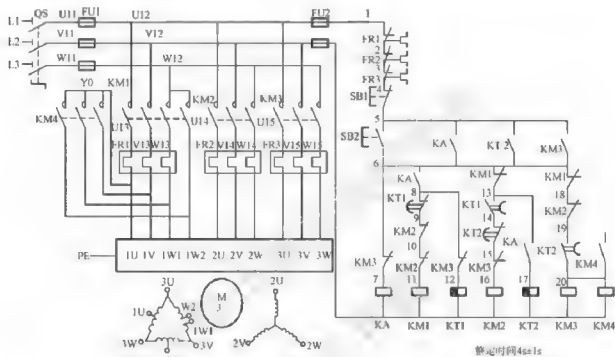 L1 QS U11 FU1 U12 FU2 1
L2 V11 V12
L3 W11 W12
FR1
2
FR2
3
FR3
4
SB1
Y0 KM1 KM2 KM3
KM4 U13 U14 U15
FR1 V13 W13 FR2 V14 W14 FR3 V15 W15
5
SB2 KA KT2 KM3
6
KM1 KM1
8 13 18
KT1 KT1 KM2
9 14 19
KM2 KT2 KA KT2
10 15
KM3 KM2 KM3 KM3 KM4
7 11 12 16 17 20
KA KM1 KT1 KM2 KT2 KM3 KM4
PE 1U 1V 1W1 1W2 2U 2V 2W 3U 3V 3W
3U M 2U
1U W2 3
1W1
3W 1V 3V 2V 2W
整定时间4s±1s